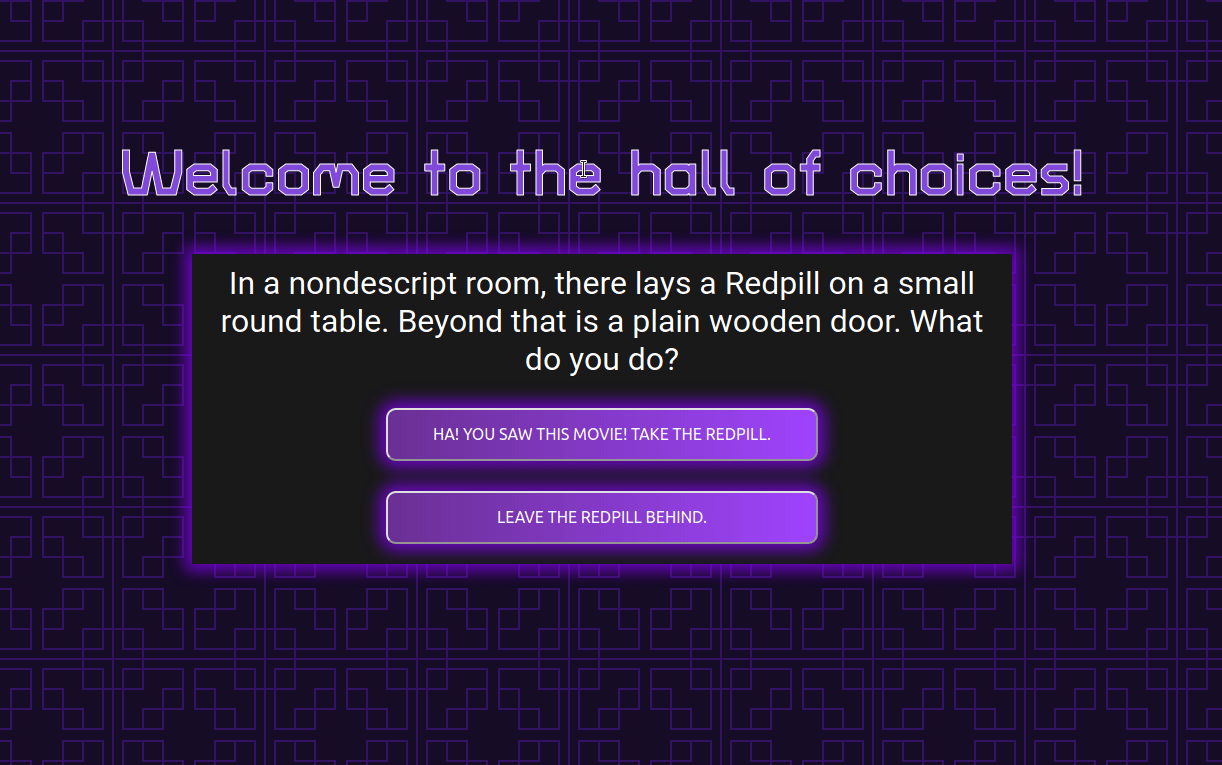 Welcome to the hall of choices!
In a nondescript room, there lays a Redpill on a small
round table. Beyond that is a plain wooden door. What
do you do?
HA! YOU SAW THIS MOVIE! TAKE THE REDPILL.
LEAVE THE REDPILL BEHIND.